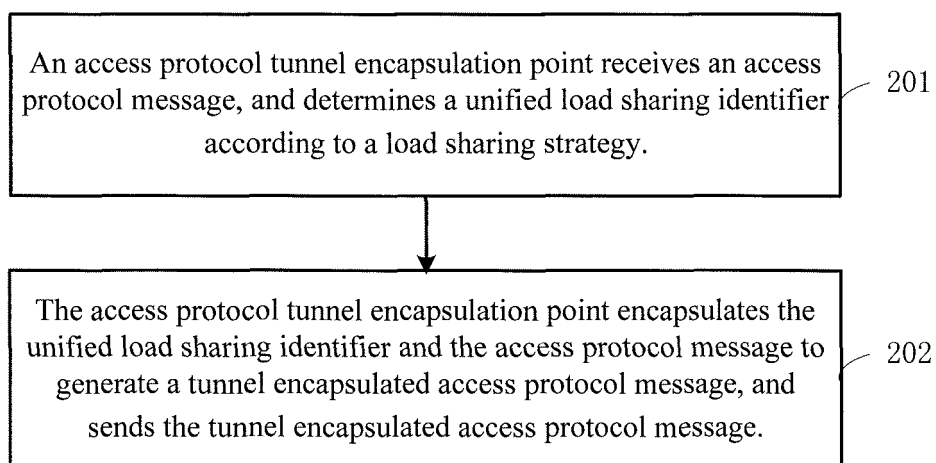 An access protocol tunnel encapsulation point receives an access
protocol message, and determines a unified load sharing identifier
according to a load sharing strategy.
201
The access protocol tunnel encapsulation point encapsulates the
unified load sharing identifier and the access protocol message to
generate a tunnel encapsulated access protocol message, and
sends the tunnel encapsulated access protocol message.
202